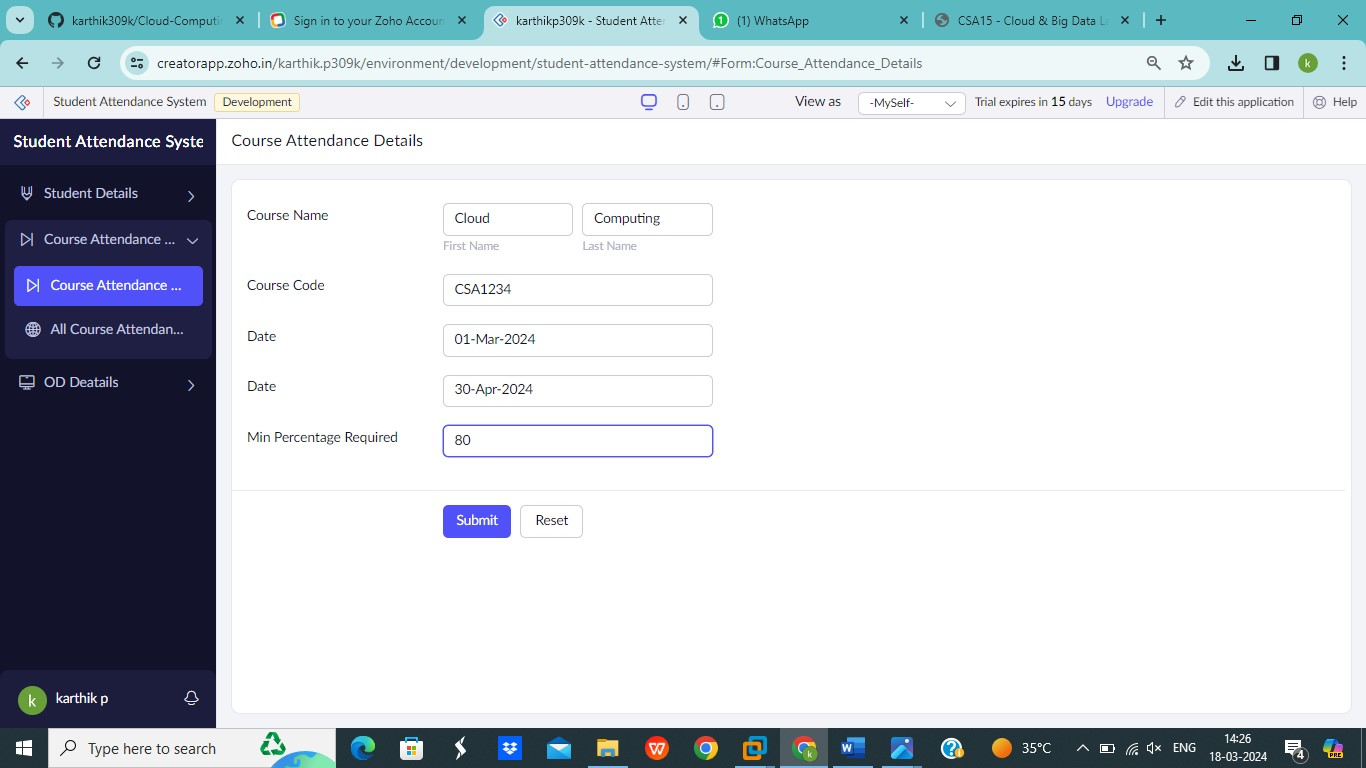 karthik309k/Cloud-Computin
Sign in to your Zoho Accoun
karthikp309k - Student Atter
(1) WhatsApp
CSA15 - Cloud & Big Data La
creatorapp.zoho.in/karthik.p309k/environment/development/student-attendance-system/#Form:Course_Attendance_Details
k
Student Attendance System
Development
View as
-MySelf-
Trial expires in 15 days
Upgrade
Edit this application
Help
Student Attendance Syste
Course Attendance Details
Student Details
Course Attendance ...
Course Attendance ...
All Course Attendan...
OD Deatails
Course Name
Cloud
Computing
First Name
Last Name
Course Code
CSA1234
Date
01-Mar-2024
Date
30-Apr-2024
Min Percentage Required
80
Submit
Reset
k
karthik p
Type here to search
35°C
ENG
14:26
18-03-2024
4